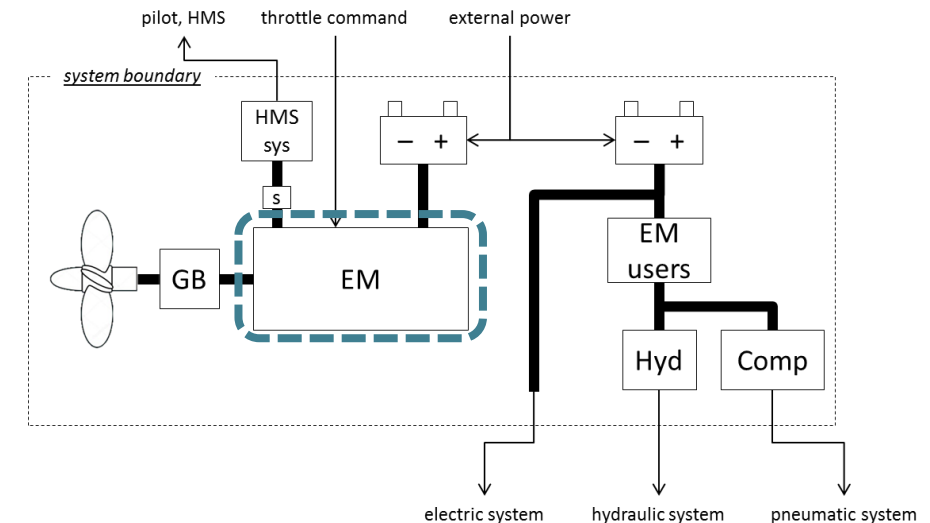 pilot, HMS
throttle command
external power
system boundary
HMS
sys
– +
– +
s
EM
users
GB
EM
Hyd
Comp
electric system
hydraulic system
pneumatic system